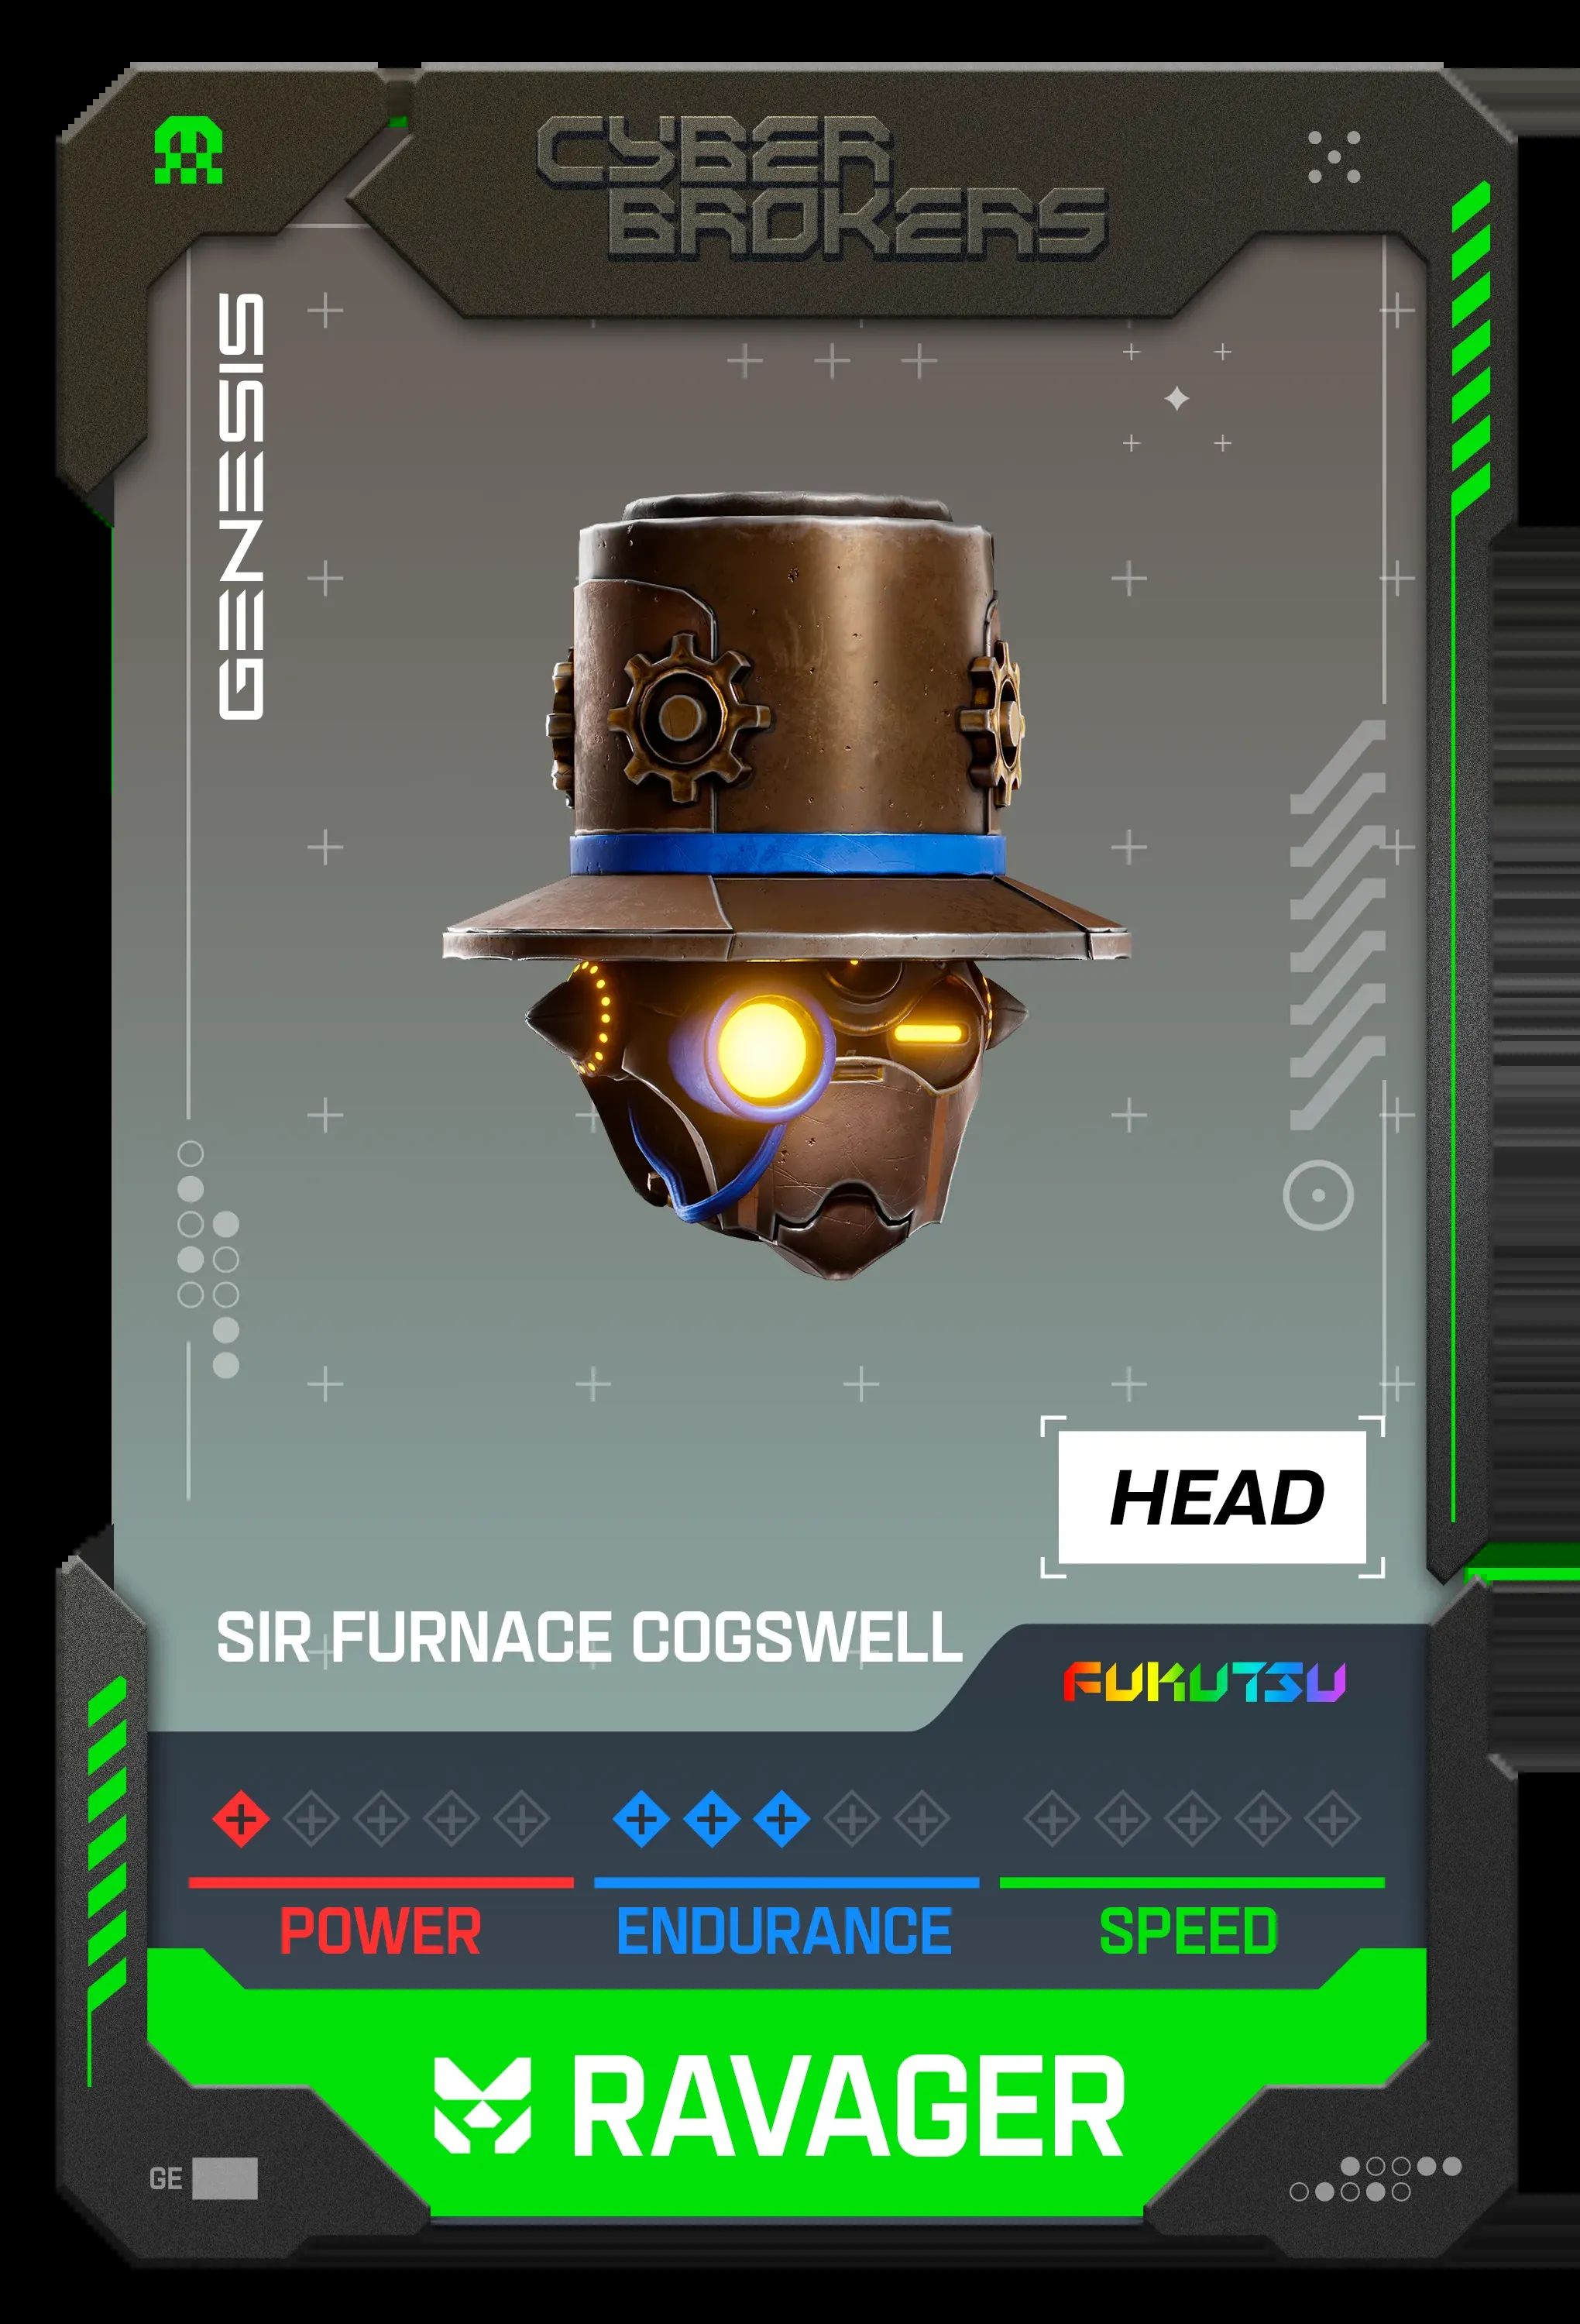 CYBER
BROKERS
GENESIS
HEAD
SIR FURNACE COGSWELL
FUKUTSU
POWER
ENDURANCE
SPEED
RAVAGER
GE